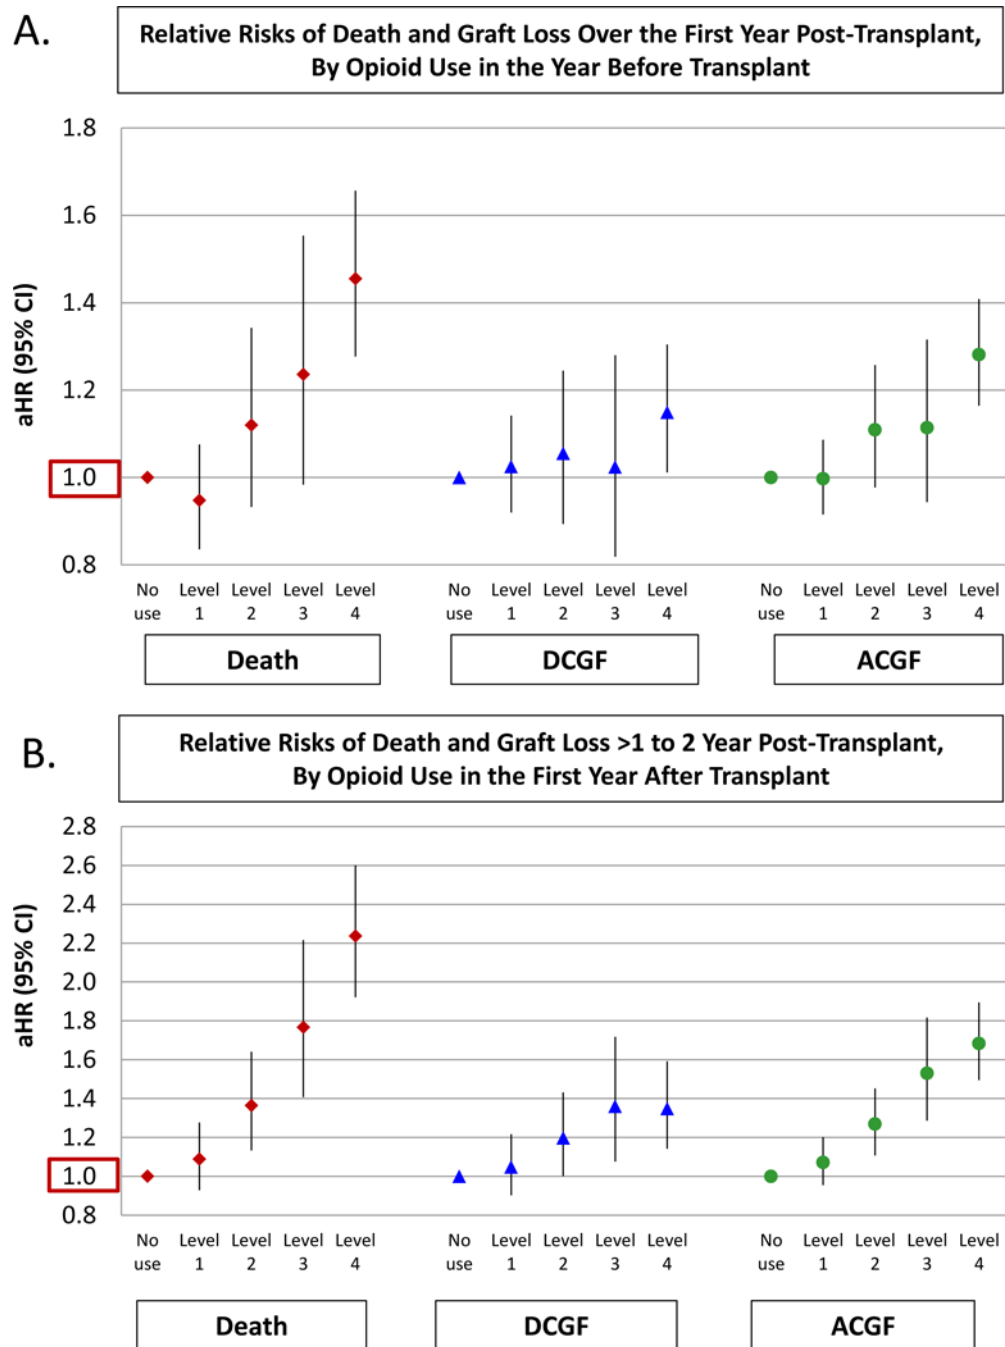 A.
Relative Risks of Death and Graft Loss Over the First Year Post-Transplant,
By Opioid Use in the Year Before Transplant
aHR (95% CI)
1.8
1.6
1.4
1.2
1.0
0.8
No use Level 1 Level 2 Level 3 Level 4 No use Level 1 Level 2 Level 3 Level 4 No use Level 1 Level 2 Level 3 Level 4
Death DCGF ACGF
B.
Relative Risks of Death and Graft Loss >1 to 2 Year Post-Transplant,
By Opioid Use in the First Year After Transplant
aHR (95% CI)
2.8
2.6
2.4
2.2
2.0
1.8
1.6
1.4
1.2
1.0
0.8
No use Level 1 Level 2 Level 3 Level 4 No use Level 1 Level 2 Level 3 Level 4 No use Level 1 Level 2 Level 3 Level 4
Death DCGF ACGF